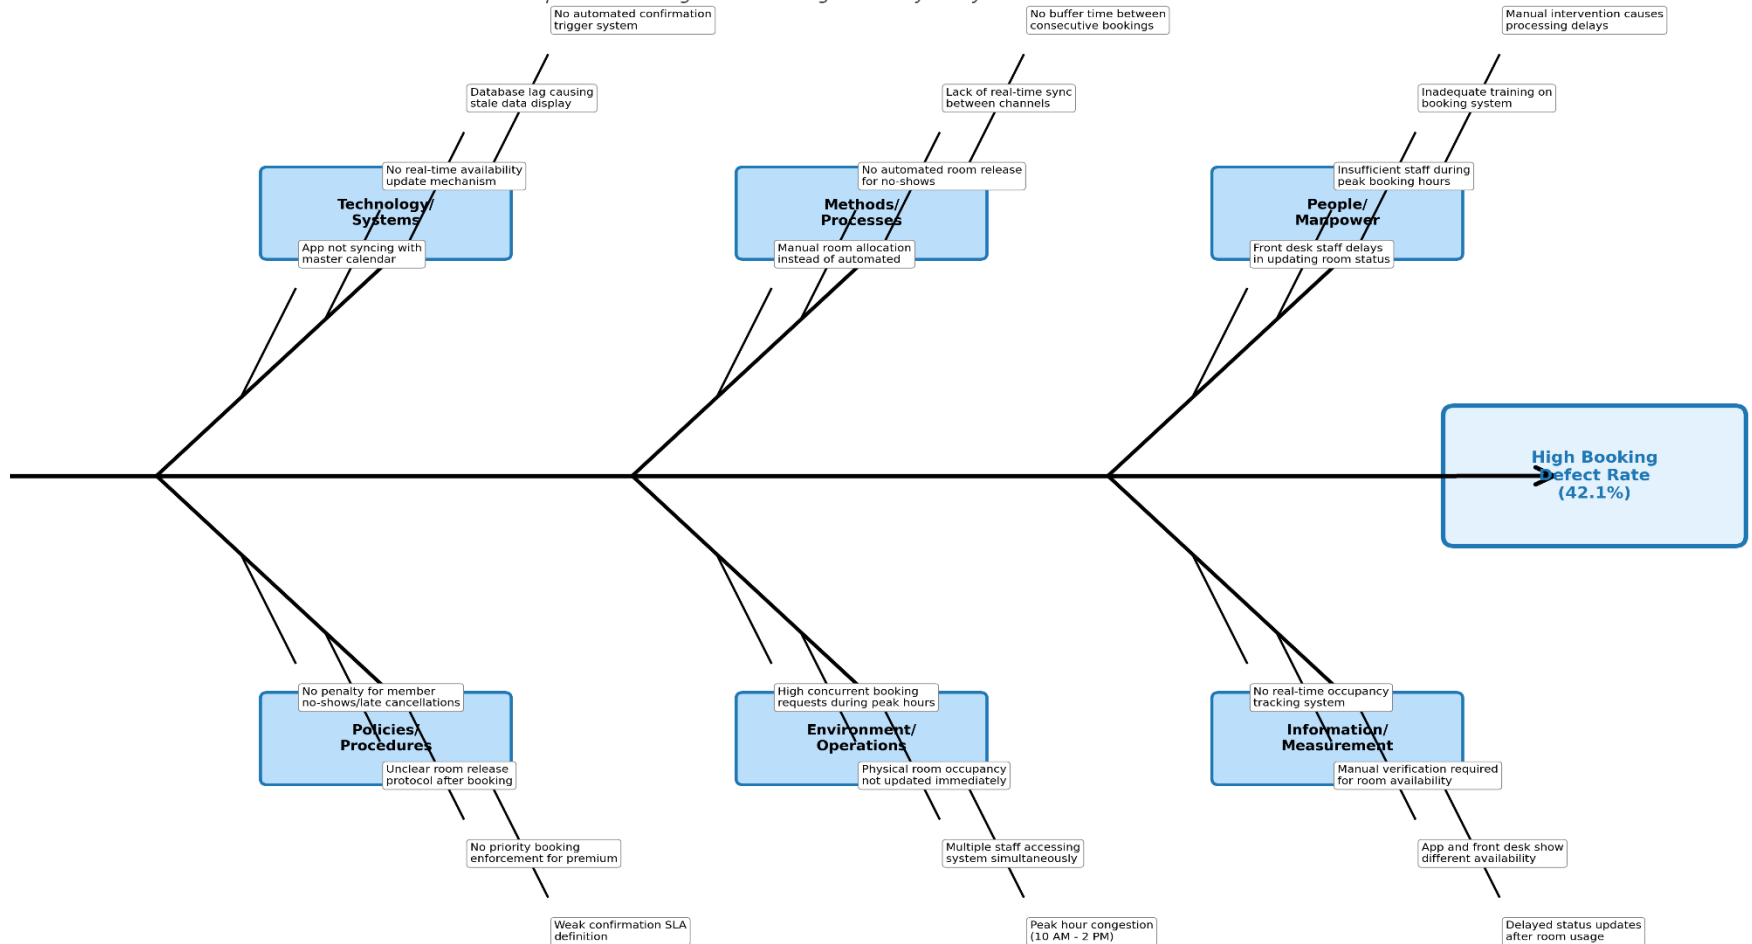 No automated confirmation
trigger system
No buffer time between
consecutive bookings
Manual intervention causes
processing delays
Database lag causing
stale data display
Lack of real-time sync
between channels
Inadequate training on
booking system
No real-time availability
update mechanism
No automated room release
for no-shows
Insufficient staff during
peak booking hours
Technology/
Systems
Methods/
Processes
People/
Manpower
App not syncing with
master calendar
Manual room allocation
instead of automated
Front desk staff delays
in updating room status
High Booking
Defect Rate
(42.1%)
No penalty for member
no-shows/late cancellations
High concurrent booking
requests during peak hours
No real-time occupancy
tracking system
Policies/
Procedures
Environment/
Operations
Information/
Measurement
Unclear room release
protocol after booking
Physical room occupancy
not updated immediately
Manual verification required
for room availability
No priority booking
enforcement for premium
Multiple staff accessing
system simultaneously
App and front desk show
different availability
Weak confirmation SLA
definition
Peak hour congestion
(10 AM - 2 PM)
Delayed status updates
after room usage